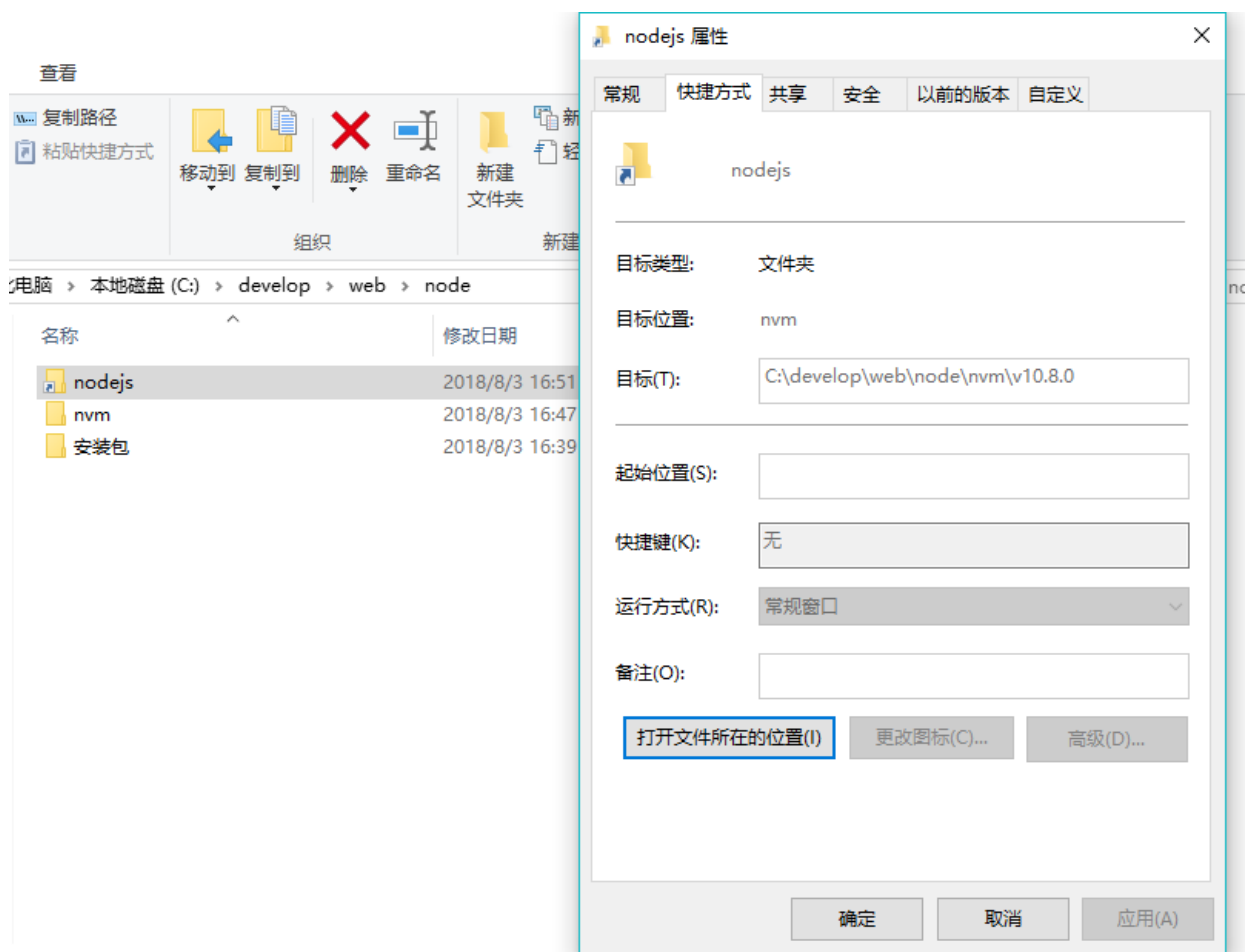 查看
复制路径
粘贴快捷方式
移动到 复制到 删除 重命名 新建
文件夹
组织
新建
电脑 > 本地磁盘 (C:) > develop > web > node
名称 修改日期
nodejs 2018/8/3 16:51
nvm 2018/8/3 16:47
安装包 2018/8/3 16:39
nodejs 属性
常规 快捷方式 共享 安全 以前的版本 自定义
nodejs
目标类型: 文件夹
目标位置: nvm
目标(T): C:\develop\web\node\nvm\v10.8.0
起始位置(S):
快捷键(K): 无
运行方式(R): 常规窗口
备注(O):
打开文件所在的位置(I) 更改图标(C)... 高级(D)...
确定 取消 应用(A)